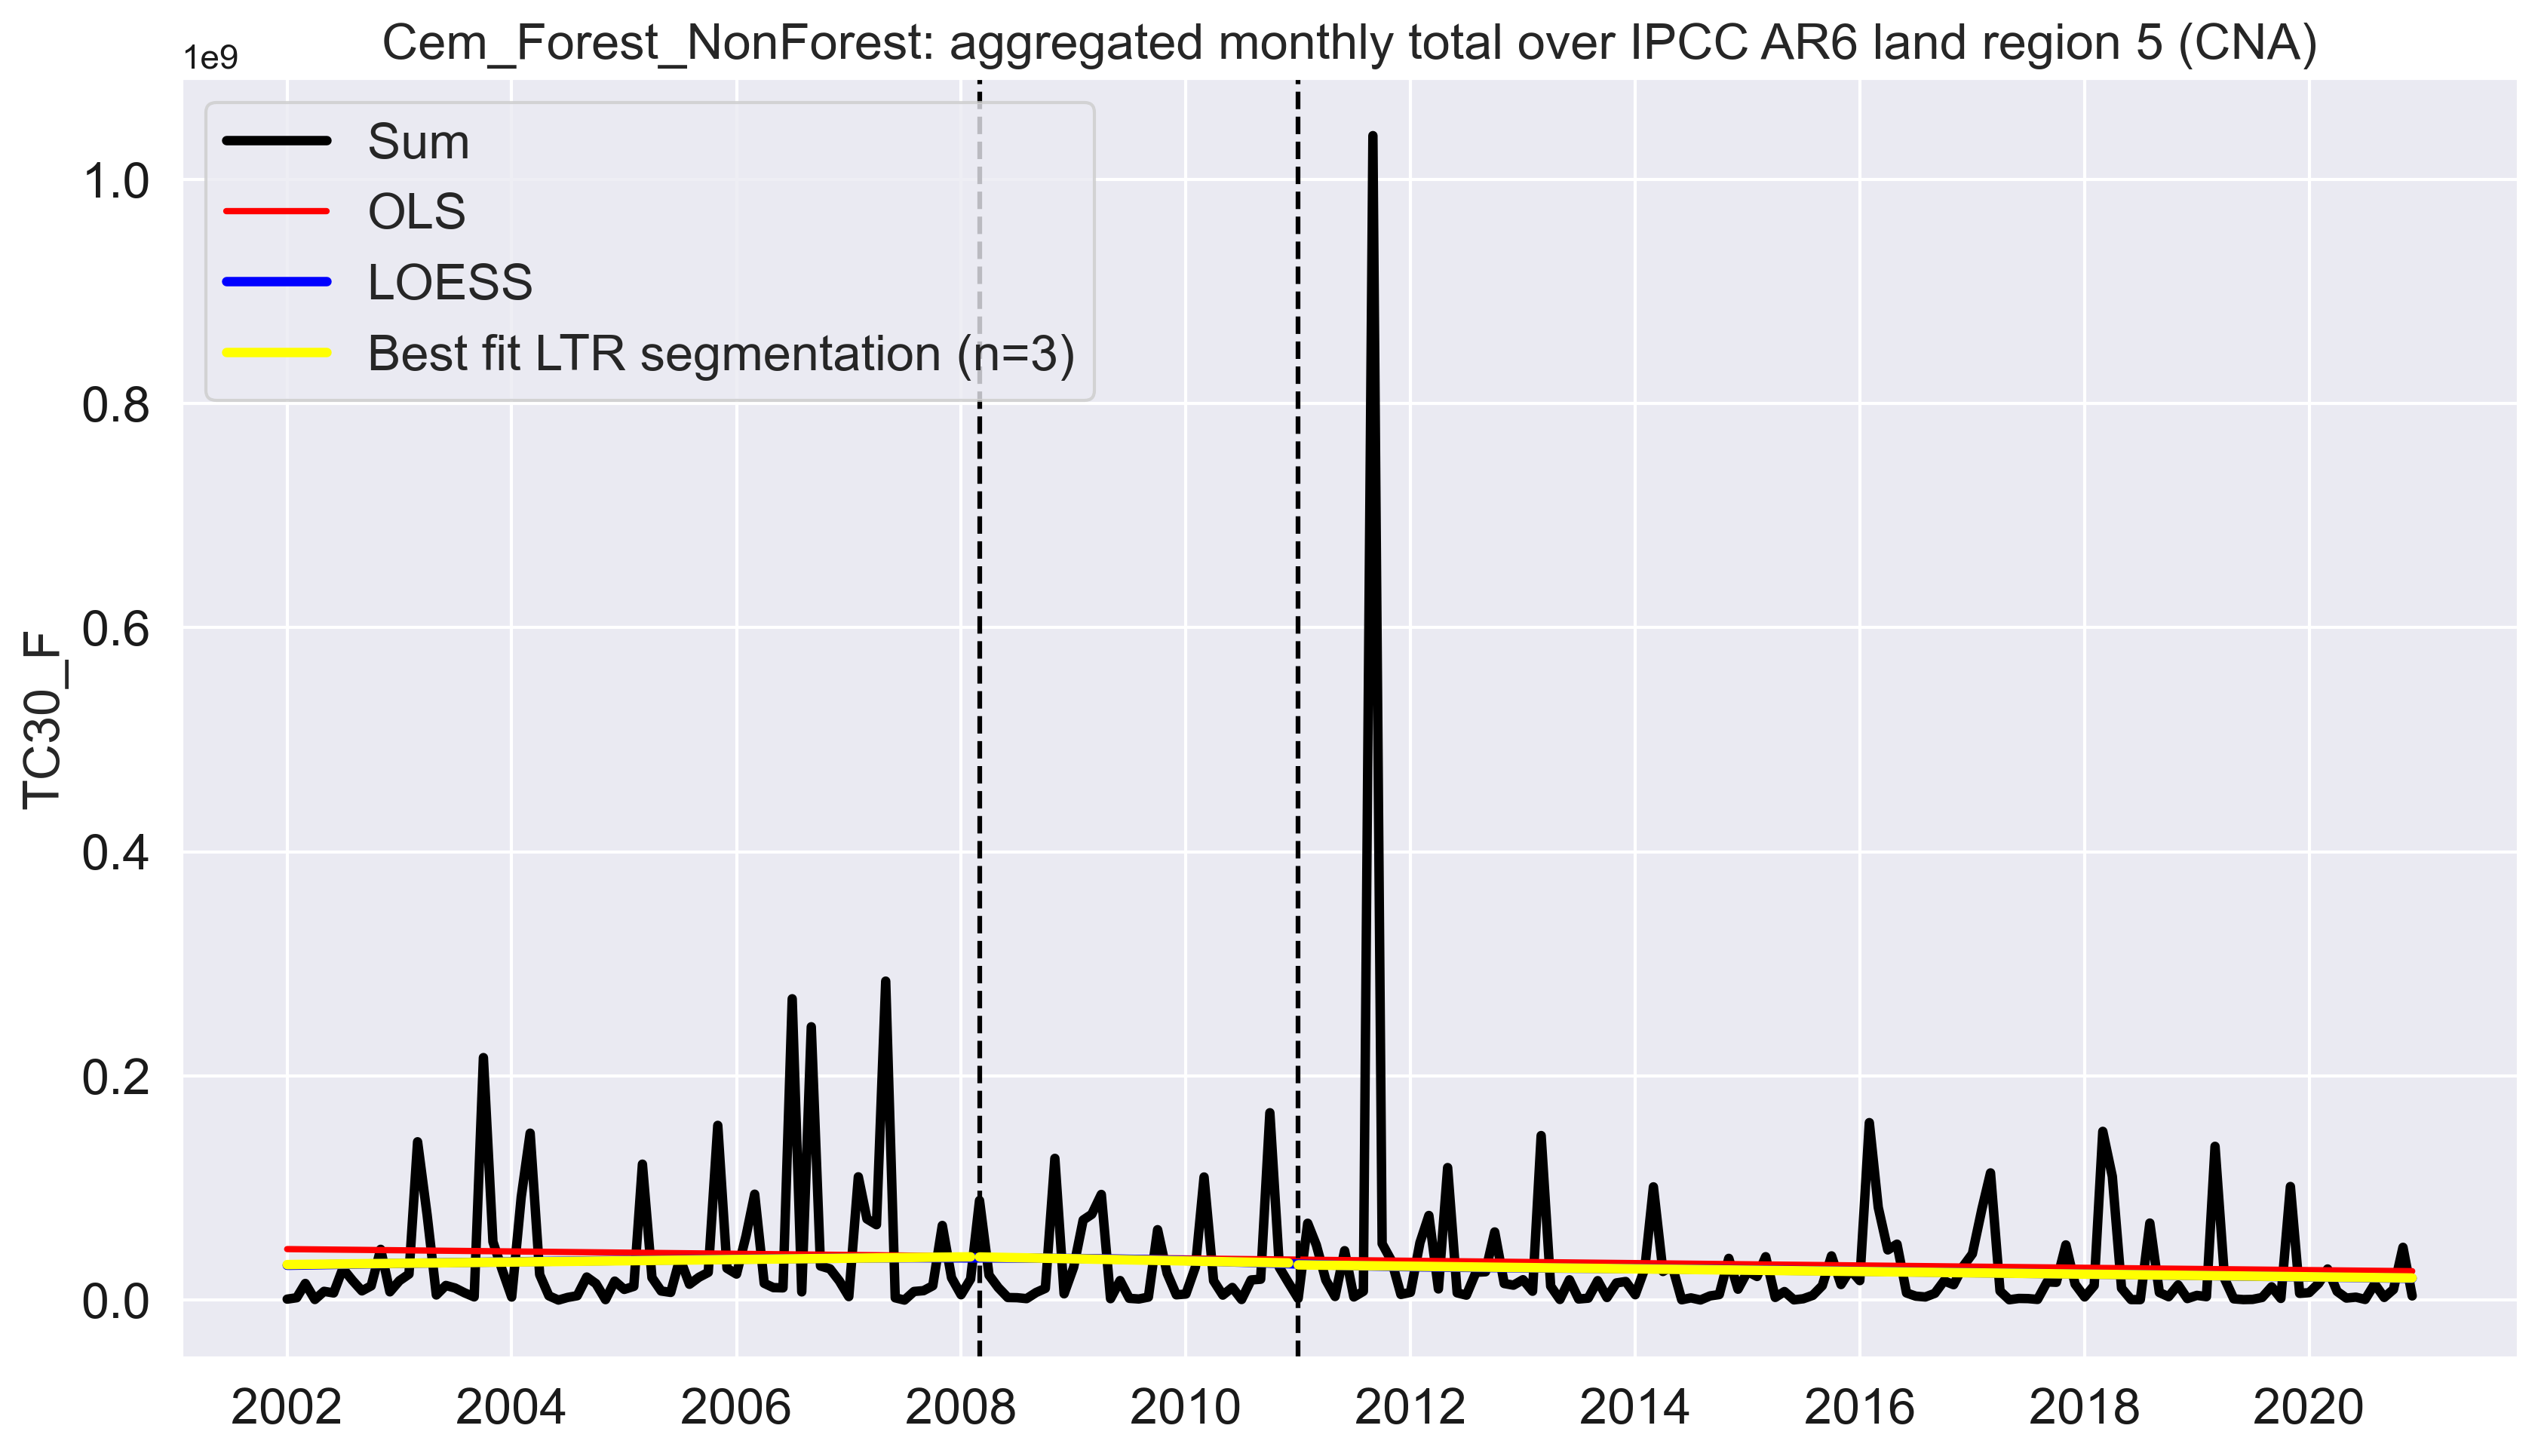 Cem_Forest_NonForest: aggregated monthly total over IPCC AR6 land region 5 (CNA)
1e9
Sum
OLS
LOESS
Best fit LTR segmentation (n=3)
1.0
0.8
0.6
0.4
0.2
0.0
TC30_F
2002 2004 2006 2008 2010 2012 2014 2016 2018 2020